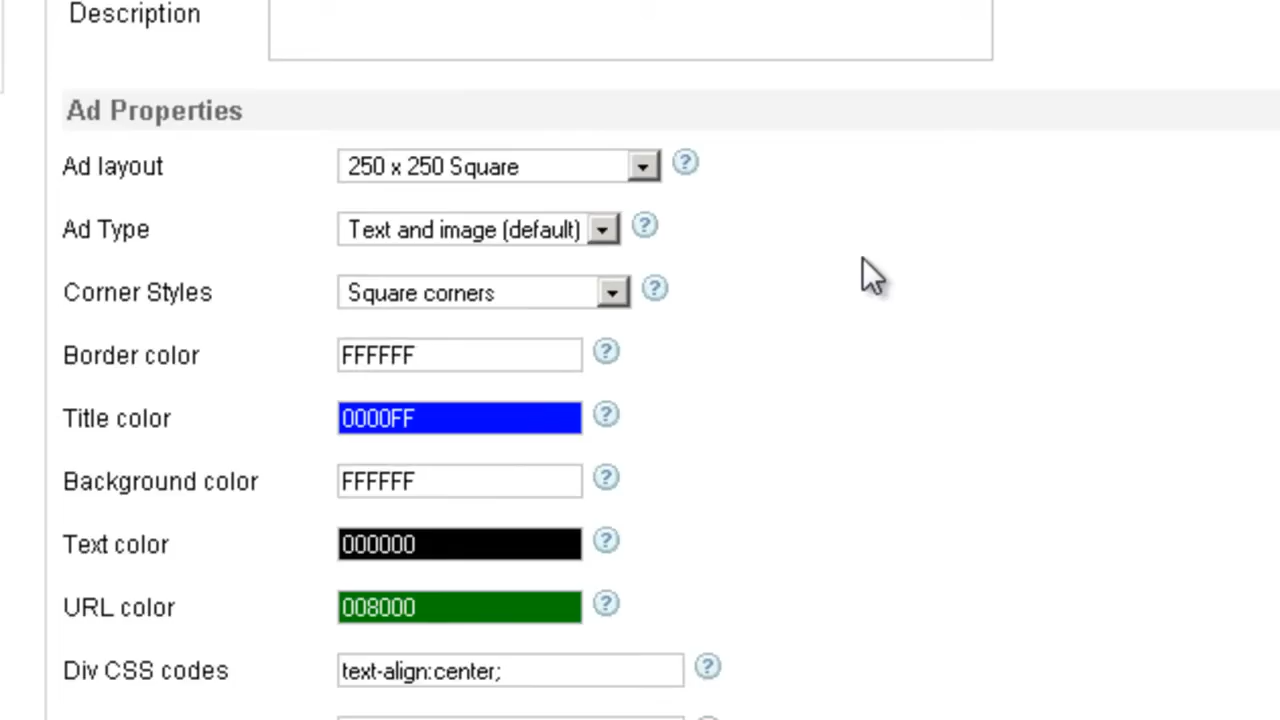 Description
Ad Properties
Ad layout 250 x 250 Square ?
Ad Type Text and image (default) ?
Corner Styles Square corners ?
Border color FFFFFF ?
Title color 0000FF ?
Background color FFFFFF ?
Text color 000000 ?
URL color 008000 ?
Div CSS codes text-align:center; ?